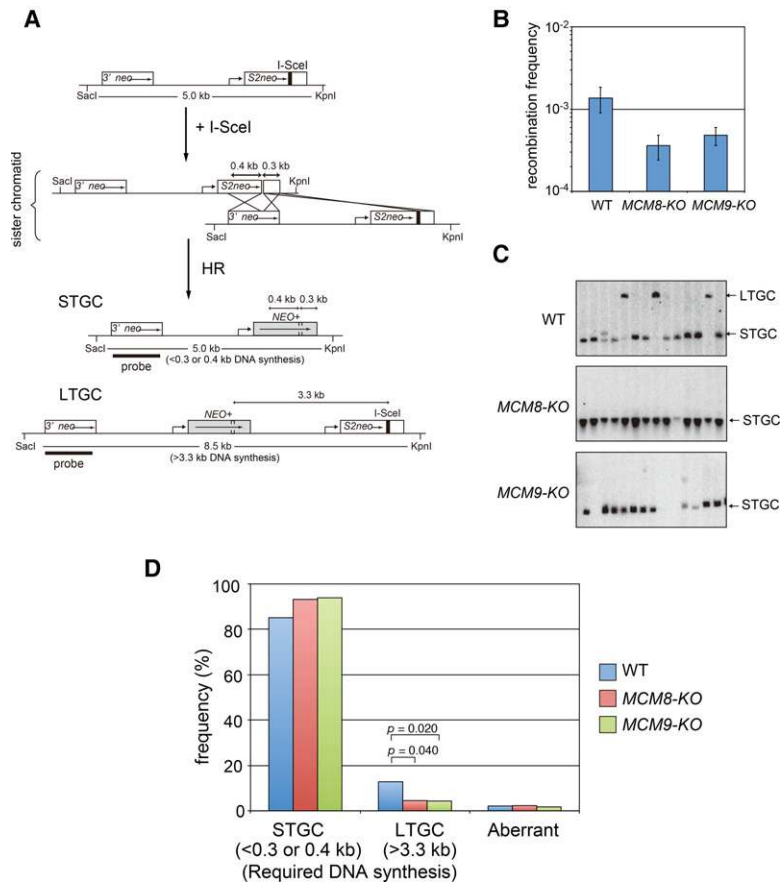 A
I-SceI
3' neo
S2neo
SacI
5.0 kb
KpnI
+ I-SceI
0.4 kb 0.3 kb
SacI
KpnI
3' neo
S2neo
sister chromatid
3' neo
S2neo
SacI
KpnI
HR
STGC
0.4 kb 0.3 kb
NEO+
3' neo
SacI
5.0 kb
KpnI
probe
(<0.3 or 0.4 kb DNA synthesis)
LTGC
3.3 kb
NEO+
I-SceI
3' neo
S2neo
SacI
8.5 kb
KpnI
probe
(>3.3 kb DNA synthesis)
B
recombination frequency
10-2
10-3
10-4
WT
MCM8-KO
MCM9-KO
C
WT
LTGC
STGC
MCM8-KO
STGC
MCM9-KO
STGC
D
frequency (%)
100
80
60
40
20
0
p = 0.020
p = 0.040
WT
MCM8-KO
MCM9-KO
STGC
LTGC
Aberrant
(<0.3 or 0.4 kb)
(>3.3 kb)
(Required DNA synthesis)